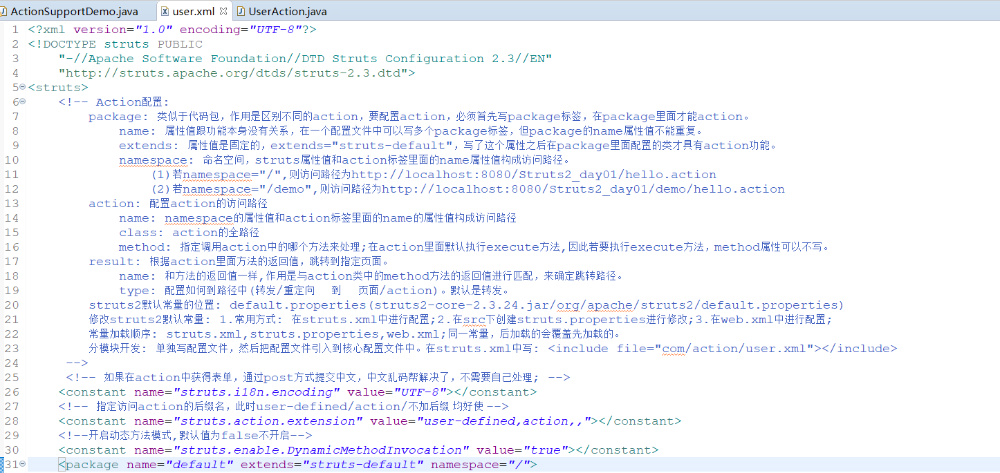 ActionSupportDemo.java user.xml UserAction.java
1 <?xml version="1.0" encoding="UTF-8"?>
2 <!DOCTYPE struts PUBLIC
3 "-//Apache Software Foundation//DTD Struts Configuration 2.3//EN"
4 "http://struts.apache.org/dtds/struts-2.3.dtd">
5 <struts>
6 <!-- Action配置:
7 package: 类似于代码包，作用是区别不同的action，要配置action，必须首先写package标签，在package里面才能action。
8 name: 属性值跟功能本身没有关系，在一个配置文件中可以写多个package标签，但package的name属性值不能重复。
9 extends: 属性值是固定的，extends="struts-default"，写了这个属性之后在package里面配置的类才具有action功能。
10 namespace: 命名空间，struts属性值和action标签里面的name属性值构成访问路径。
11 (1)若namespace="/",则访问路径为http://localhost:8080/Struts2_day01/hello.action
12 (2)若namespace="/demo",则访问路径为http://localhost:8080/Struts2_day01/demo/hello.action
13 action: 配置action的访问路径
14 name: namespace的属性值和action标签里面的name的属性值构成访问路径
15 class: action的全路径
16 method: 指定调用action中的哪个方法来处理;在action里面默认执行execute方法,因此若要执行execute方法，method属性可以不写。
17 result: 根据action里面方法的返回值，跳转到指定页面。
18 name: 和方法的返回值一样,作用是与action类中的method方法的返回值进行匹配，来确定跳转路径。
19 type: 配置如何到路径中(转发/重定向 到 页面/action)。默认是转发。
20 struts2默认常量的位置: default.properties(struts2-core-2.3.24.jar/org/apache/struts2/default.properties)
21 修改struts2默认常量: 1.常用方式: 在struts.xml中进行配置;2.在src下创建struts.properties进行修改;3.在web.xml中进行配置;
22 常量加载顺序: struts.xml,struts.properties,web.xml;同一常量，后加载的会覆盖先加载的。
23 分模块开发: 单独写配置文件，然后把配置文件引入到核心配置文件中。在struts.xml中写: <include file="com/action/user.xml"></include>
24 -->
25 <!-- 如果在action中获得表单，通过post方式提交中文，中文乱码帮解决了，不需要自己处理; -->
26 <constant name="struts.i18n.encoding" value="UTF-8"></constant>
27 <!-- 指定访问action的后缀名，此时user-defined/action/不加后缀 均好使 -->
28 <constant name="struts.action.extension" value="user-defined,action,,"></constant>
29 <!--开启动态方法模式,默认值为false不开启-->
30 <constant name="struts.enable.DynamicMethodInvocation" value="true"></constant>
31 <package name="default" extends="struts-default" namespace="/">